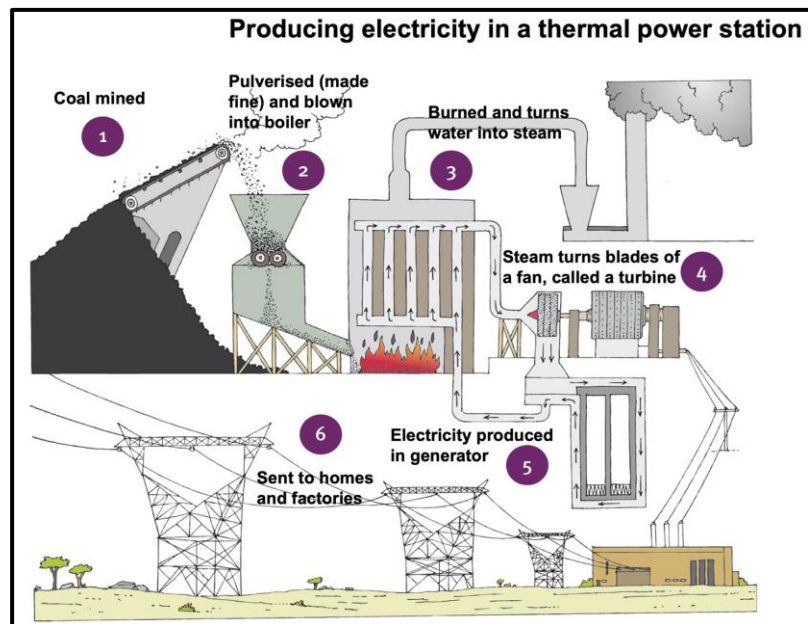 Producing electricity in a thermal power station
Coal mined
1
Pulverised (made
fine) and blown
into boiler
2
Burned and turns
water into steam
3
Steam turns blades of
a fan, called a turbine
4
Electricity produced
in generator
5
6
Sent to homes
and factories